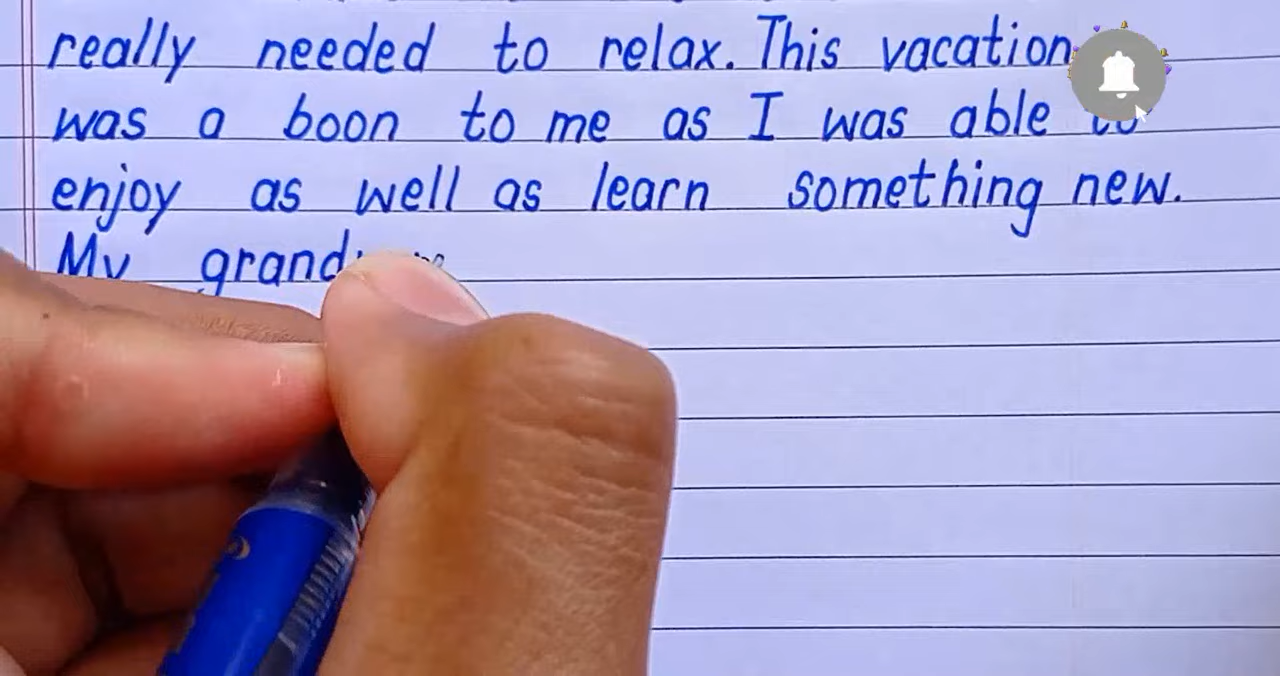 really needed to relax. This vacation
was a boon to me as I was able to
enjoy as well as learn something new.
My